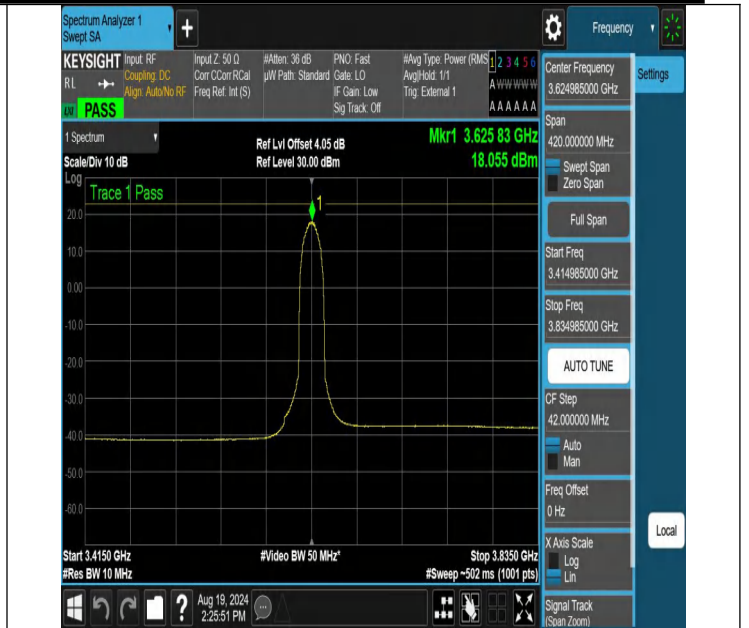 Spectrum Analyzer 1
Swept SA
+
Frequency
KEYSIGHT
RL
PASS
Input: RF
Coupling: DC
Align: Auto/No RF
Input Z: 50 Ω
Corr CCorr RCal
Freq Ref: Int (S)
#Atten: 36 dB
µW Path: Standard
PNO: Fast
Gate: LO
IF Gain: Low
Sig Track: Off
#Avg Type: Power (RMS
Avg|Hold: 1/1
Trig: External 1
1 2 3 4 5 6
A W W W W W
A A A A A A
1 Spectrum
Scale/Div 10 dB
Ref Lvl Offset 4.05 dB
Ref Level 30.00 dBm
Mkr1 3.625 83 GHz
18.055 dBm
Log
Trace 1 Pass
1
20.0
10.0
0.00
-10.0
-20.0
-30.0
-40.0
-50.0
-60.0
Start 3.4150 GHz
#Res BW 10 MHz
#Video BW 50 MHz*
Stop 3.8350 GHz
#Sweep ~502 ms (1001 pts)
Center Frequency
3.624985000 GHz
Settings
Span
420.000000 MHz
Swept Span
Zero Span
Full Span
Start Freq
3.414985000 GHz
Stop Freq
3.834985000 GHz
AUTO TUNE
CF Step
42.000000 MHz
Auto
Man
Freq Offset
0 Hz
X Axis Scale
Log
Lin
Local
Signal Track
(Span Zoom)
?
Aug 19, 2024
2:25:51 PM